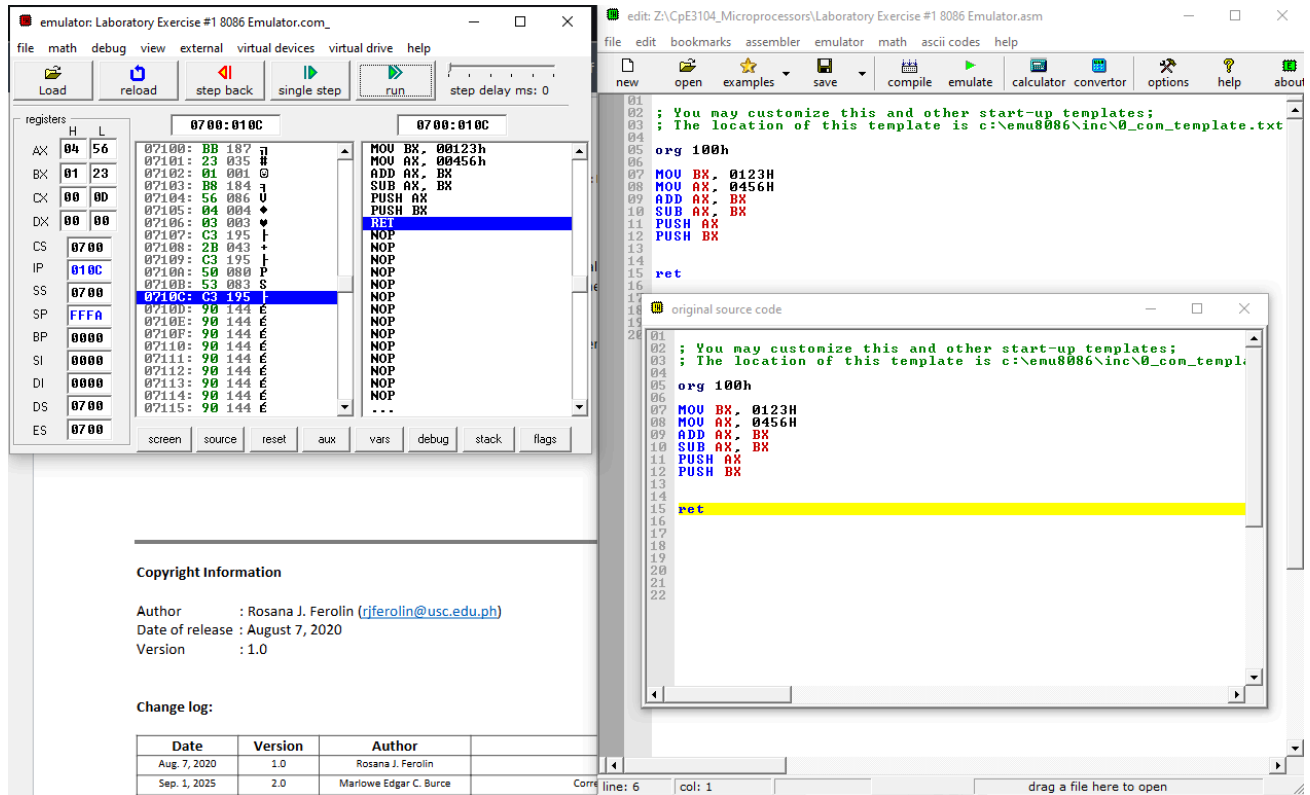 emulator: Laboratory Exercise #1 8086 Emulator.com_
file math debug view external virtual devices virtual drive help
Load reload step back single step run step delay ms: 0
registers
H L
0700:010C 0700:010C
AX 04 56
BX 01 23
CX 00 0D
DX 00 00
CS 0700
IP 010C
SS 0700
SP FFFA
BP 0000
SI 0000
DI 0000
DS 0700
ES 0700
07100: BB 187 ╗
07101: 23 035 #
07102: 01 001 ☺
07103: B8 184 ╕
07104: 56 086 V
07105: 04 004 ♦
07106: 03 003 ♥
07107: C3 195 ├
07108: 2B 043 +
07109: C3 195 ├
0710A: 50 080 P
0710B: 53 083 S
0710C: C3 195 ├
0710D: 90 144 É
0710E: 90 144 É
0710F: 90 144 É
07110: 90 144 É
07111: 90 144 É
07112: 90 144 É
07113: 90 144 É
07114: 90 144 É
07115: 90 144 É
MOV BX, 00123h
MOV AX, 00456h
ADD AX, BX
SUB AX, BX
PUSH AX
PUSH BX
RET
NOP
NOP
NOP
NOP
NOP
NOP
NOP
NOP
NOP
NOP
NOP
NOP
NOP
NOP
...
screen source reset aux vars debug stack flags
Copyright Information
Author : Rosana J. Ferolin (rjferolin@usc.edu.ph)
Date of release : August 7, 2020
Version : 1.0
Change log:
Date Version Author
Aug. 7, 2020 1.0 Rosana J. Ferolin
Sep. 1, 2025 2.0 Marlowe Edgar C. Burce Corre
edit: Z:\CpE3104_Microprocessors\Laboratory Exercise #1 8086 Emulator.asm
file edit bookmarks assembler emulator math ascii codes help
new open examples save compile emulate calculator convertor options help about
01
02 ; You may customize this and other start-up templates;
03 ; The location of this template is c:\emu8086\inc\0_com_template.txt
04
05 org 100h
06
07 MOV BX, 0123H
08 MOV AX, 0456H
09 ADD AX, BX
10 SUB AX, BX
11 PUSH AX
12 PUSH BX
13
14
15 ret
16
17
18
19
20
original source code
01
02 ; You may customize this and other start-up templates;
03 ; The location of this template is c:\emu8086\inc\0_com_templa
04
05 org 100h
06
07 MOV BX, 0123H
08 MOV AX, 0456H
09 ADD AX, BX
10 SUB AX, BX
11 PUSH AX
12 PUSH BX
13
14
15 ret
16
17
18
19
20
21
22
line: 6 col: 1 drag a file here to open